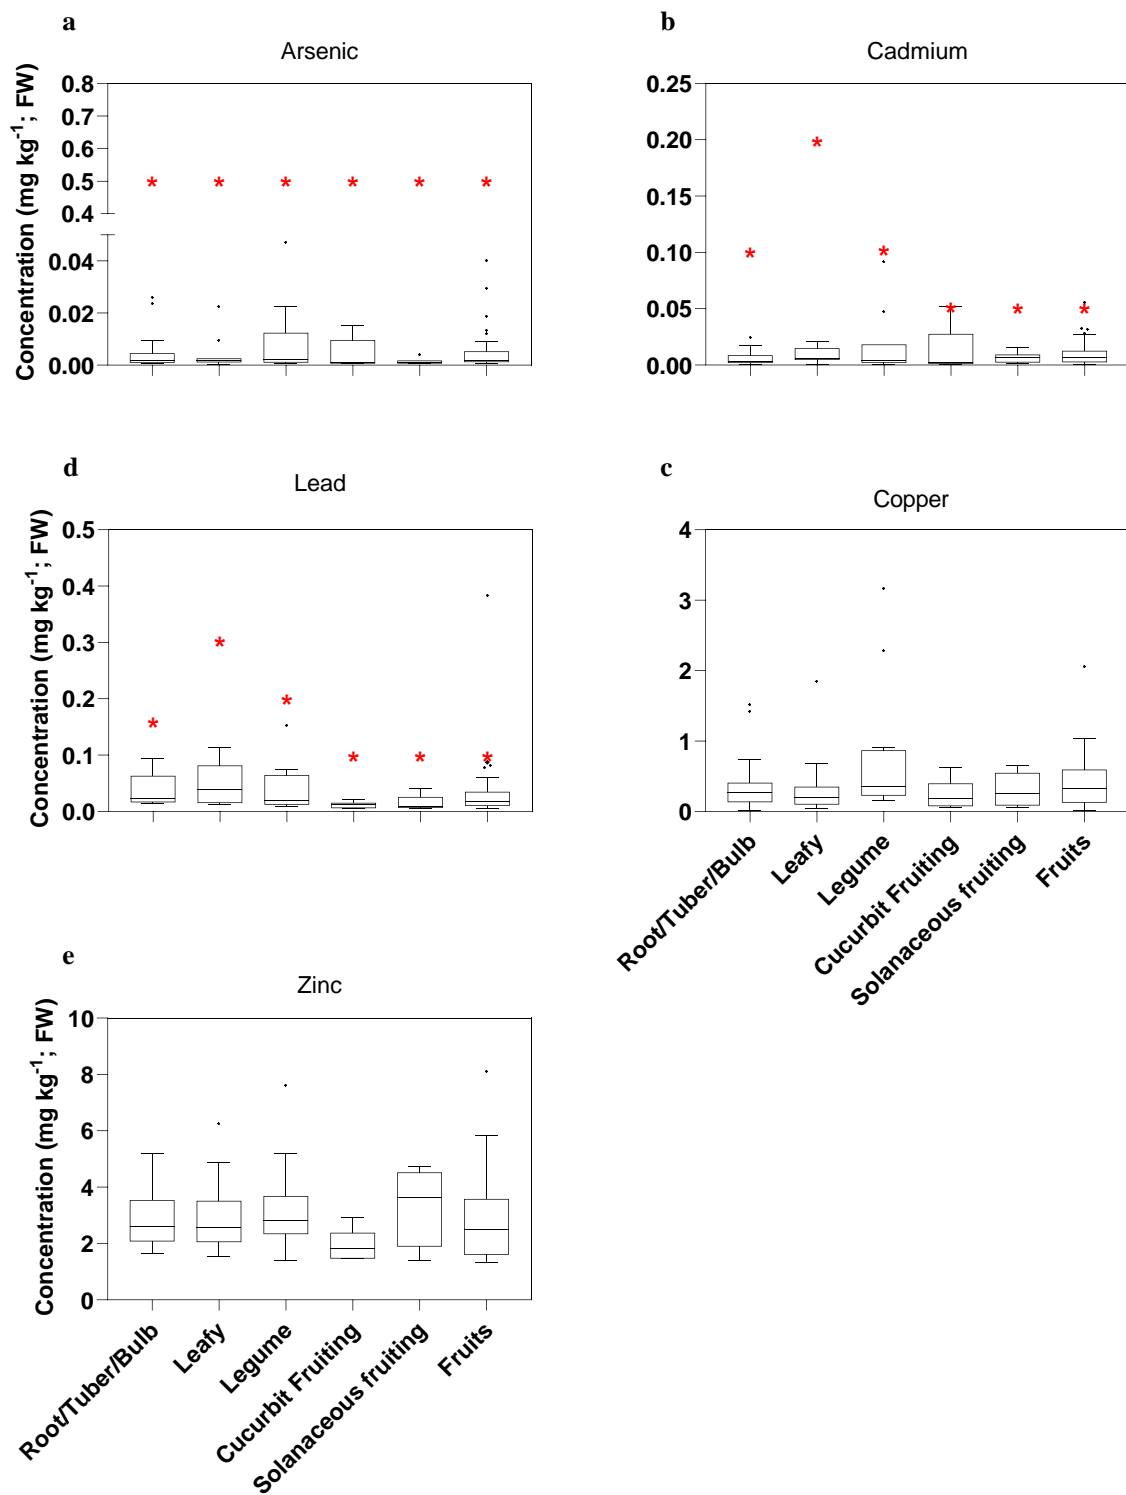 a
Arsenic
Concentration (mg kg⁻¹; FW)
0.8
0.7
0.6
0.5
0.4
0.04
0.02
0.00
* * * * * *
b
Cadmium
0.25
0.20
0.15
0.10
0.05
0.00
* * * * * *
d
Lead
Concentration (mg kg⁻¹; FW)
0.5
0.4
0.3
0.2
0.1
0.0
* * * * * *
c
Copper
4
3
2
1
0
Root/Tuber/Bulb
Leafy
Legume
Cucurbit Fruiting
Solanaceous fruiting
Fruits
e
Zinc
Concentration (mg kg⁻¹; FW)
10
8
6
4
2
0
Root/Tuber/Bulb
Leafy
Legume
Cucurbit Fruiting
Solanaceous fruiting
Fruits